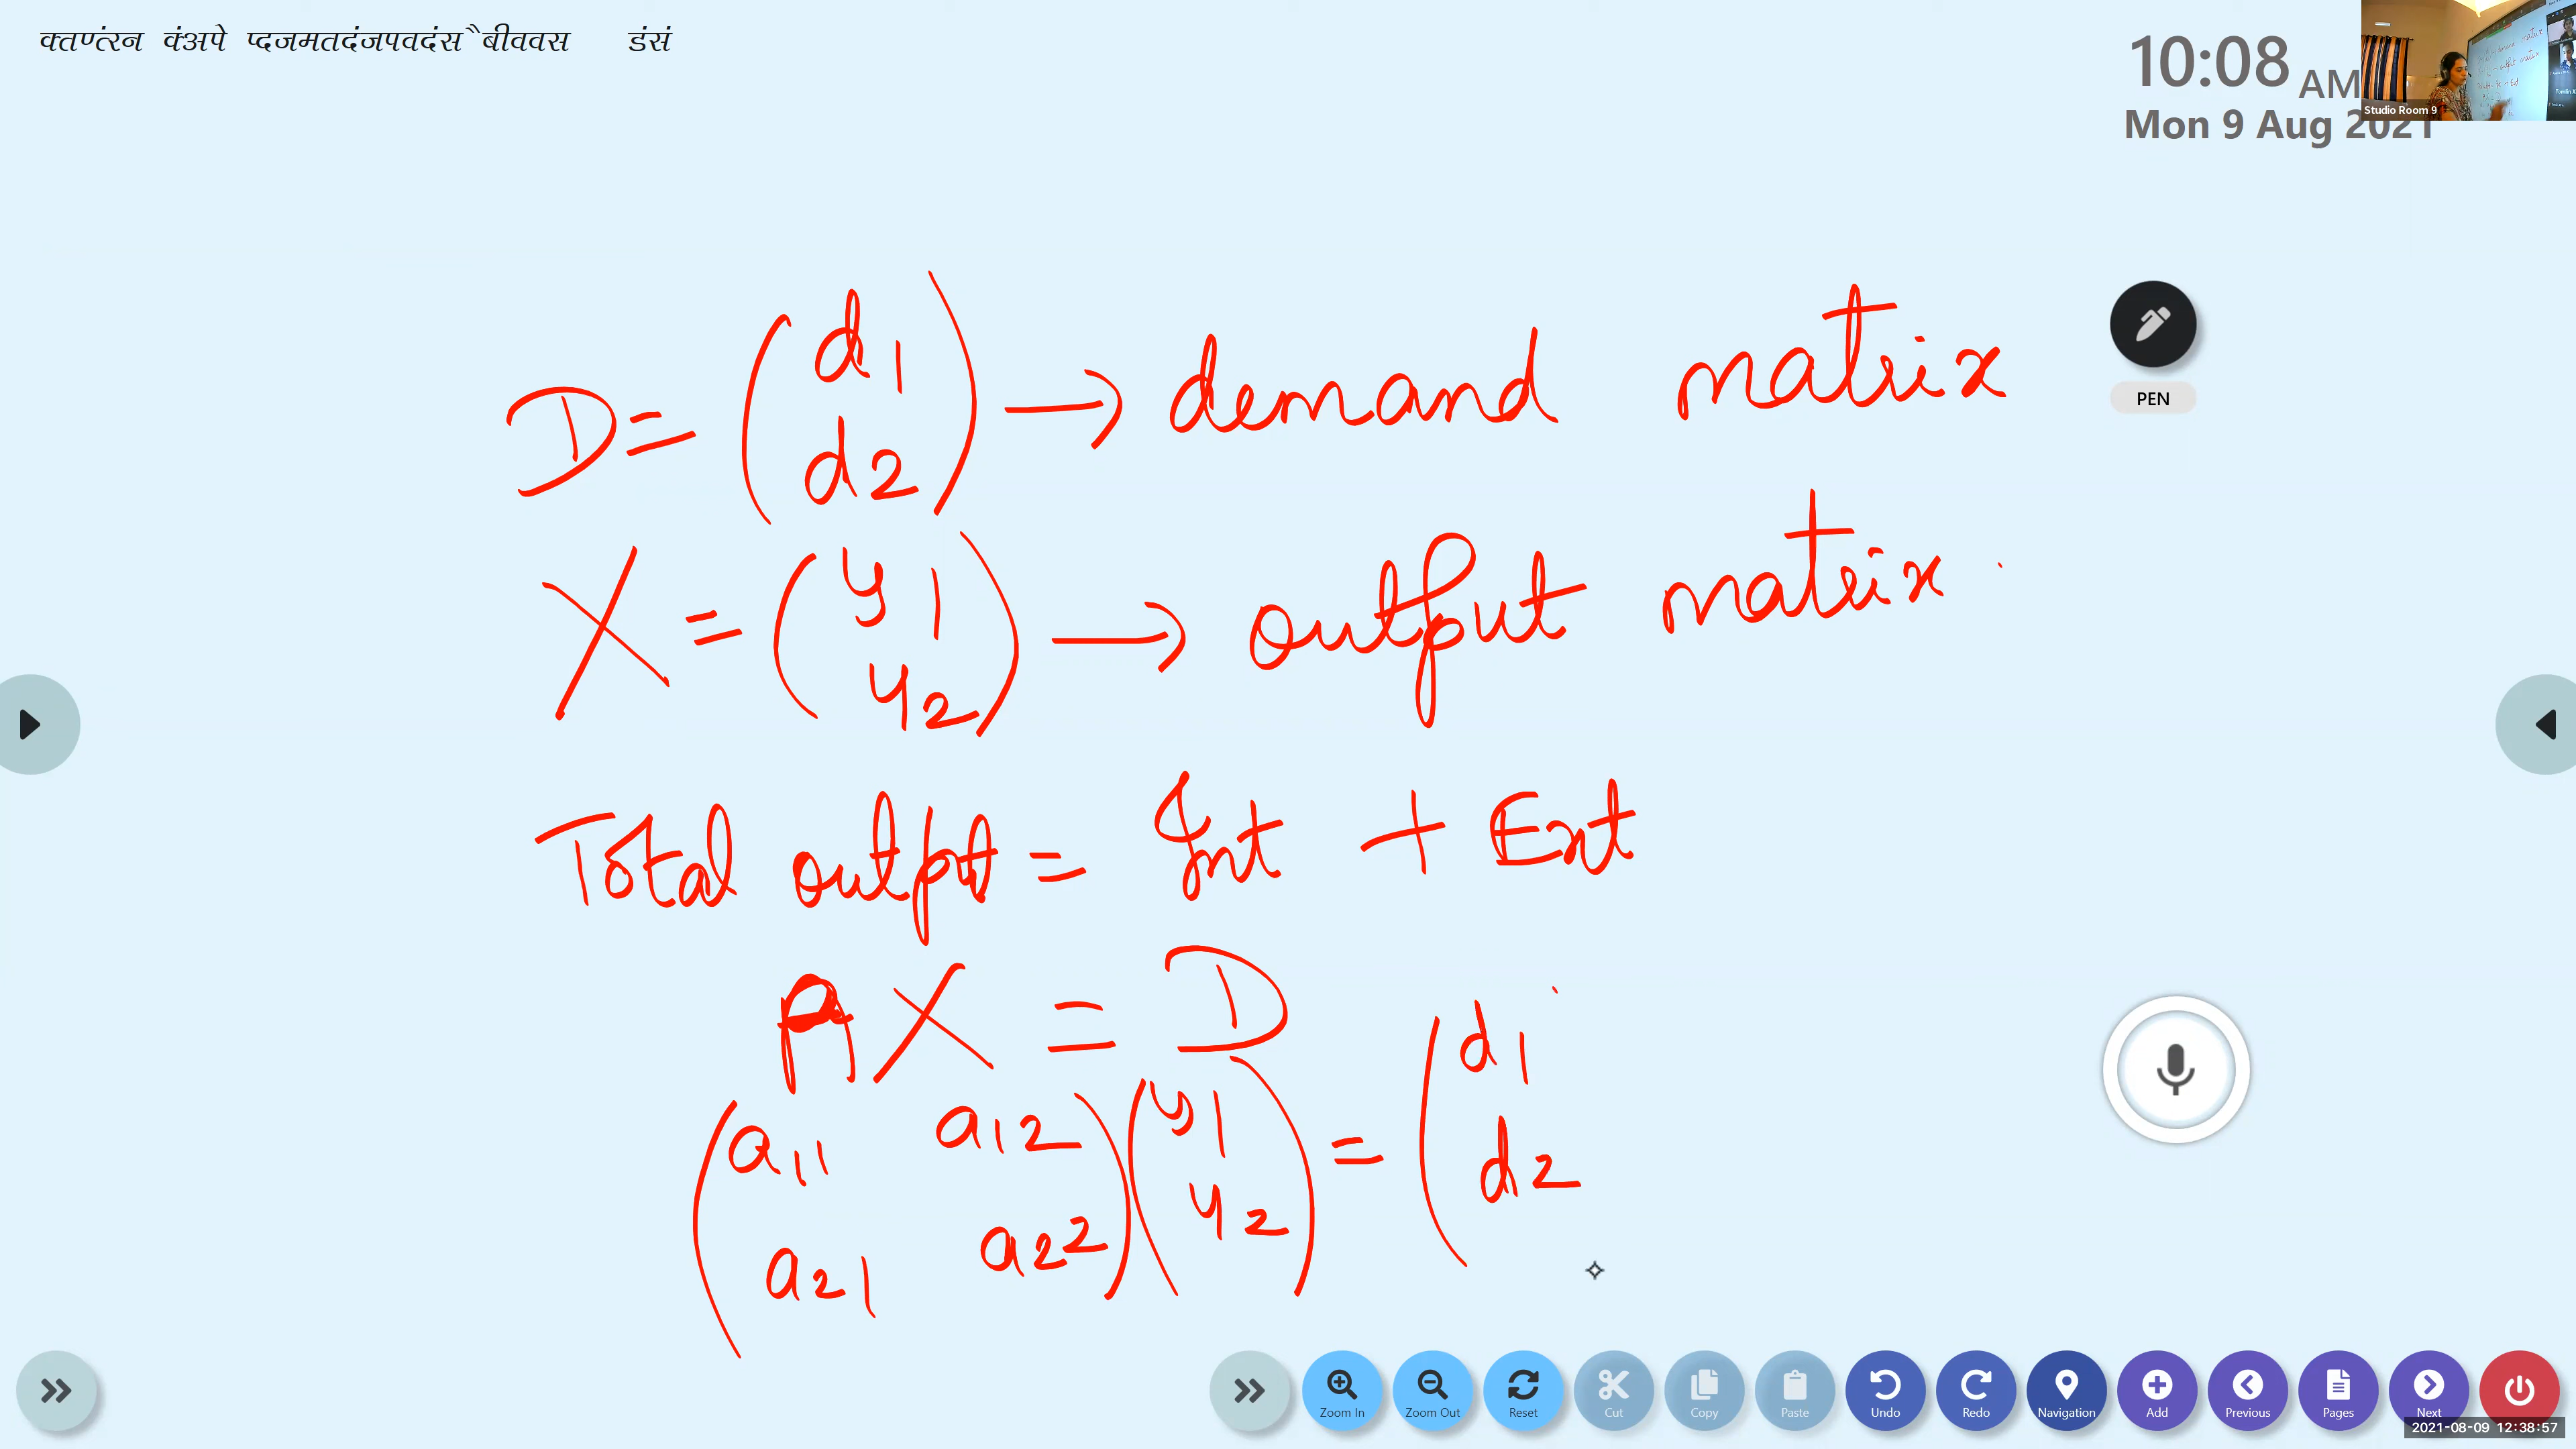 क्तण्तंरन कंअपे प्दजमतदंजपवदंस ैबीववस डंसं
10:08 AM
Studio Room 9
Mon 9 Aug 2021
D = (d1 d2) → demand matrix
PEN
X = (y1 y2) → output matrix.
Total output = Int + Ext
AX = D
(a11 a12 a21 a22)(y1 y2) = (d1 d2
Zoom In Zoom Out Reset Cut Copy Paste Undo Redo Navigation Add Previous Pages Next
2021-08-09 12:38:57